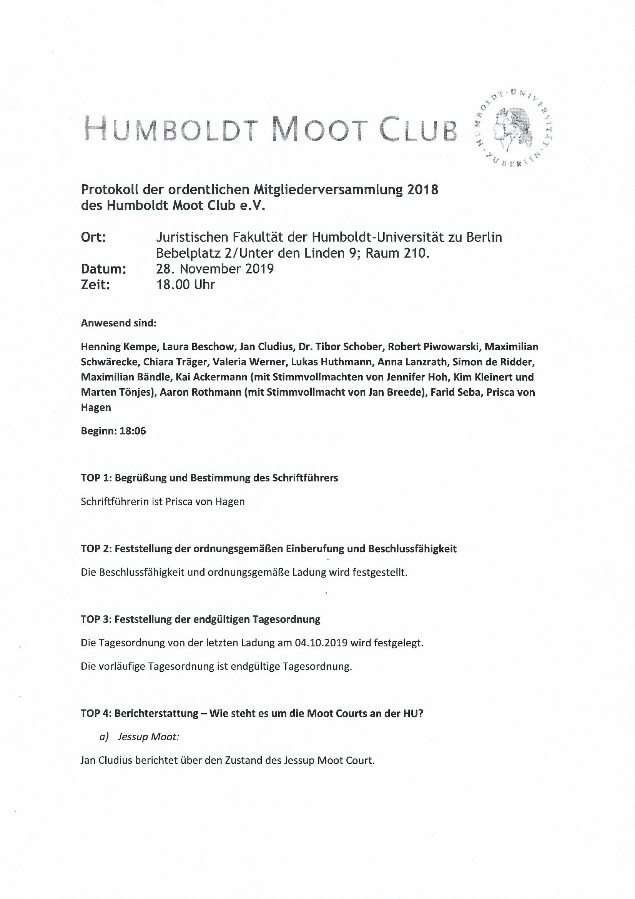 HUMBOLDT MOOT CLUB
HUMBOLDT-UNIVERSITÄT
ZU BERLIN
Protokoll der ordentlichen Mitgliederversammlung 2018
des Humboldt Moot Club e.V.
Ort: Juristischen Fakultät der Humboldt-Universität zu Berlin
Bebelplatz 2/Unter den Linden 9; Raum 210.
Datum: 28. November 2019
Zeit: 18.00 Uhr
Anwesend sind:
Henning Kempe, Laura Beschow, Jan Cludius, Dr. Tibor Schober, Robert Piwowarski, Maximilian
Schwärecke, Chiara Träger, Valeria Werner, Lukas Huthmann, Anna Lanzrath, Simon de Ridder,
Maximilian Bändle, Kai Ackermann (mit Stimmvollmachten von Jennifer Hoh, Kim Kleinert und
Marten Tönjes), Aaron Rothmann (mit Stimmvollmacht von Jan Breede), Farid Seba, Prisca von
Hagen
Beginn: 18:06
TOP 1: Begrüßung und Bestimmung des Schriftführers
Schriftführerin ist Prisca von Hagen
TOP 2: Feststellung der ordnungsgemäßen Einberufung und Beschlussfähigkeit
Die Beschlussfähigkeit und ordnungsgemäße Ladung wird festgestellt.
TOP 3: Feststellung der endgültigen Tagesordnung
Die Tagesordnung von der letzten Ladung am 04.10.2019 wird festgelegt.
Die vorläufige Tagesordnung ist endgültige Tagesordnung.
TOP 4: Berichterstattung – Wie steht es um die Moot Courts an der HU?
a) Jessup Moot:
Jan Cludius berichtet über den Zustand des Jessup Moot Court.